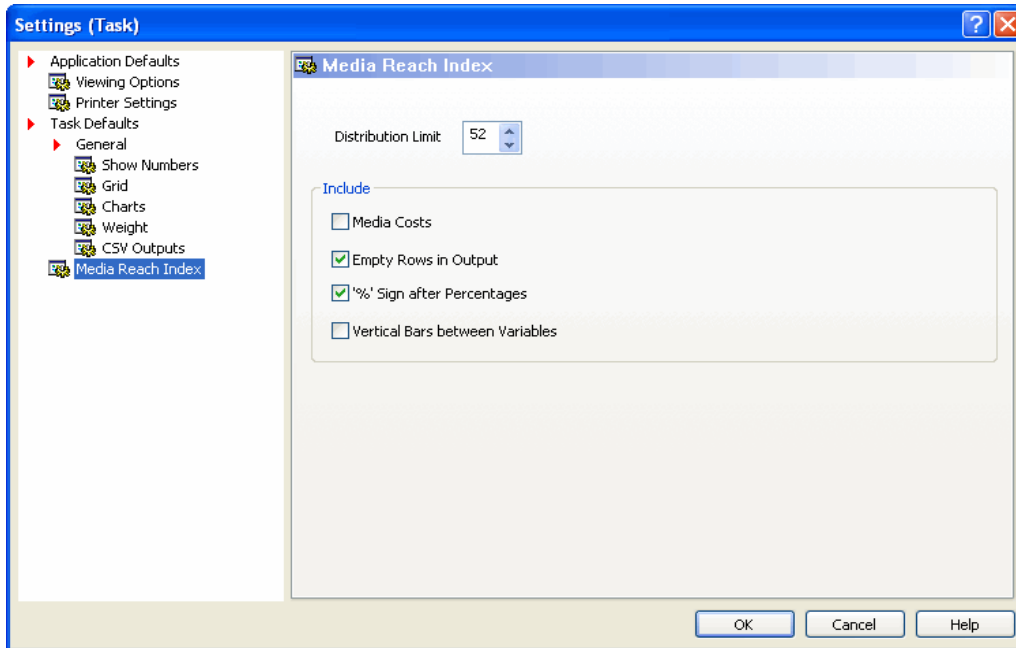 Settings (Task)
Application Defaults
Viewing Options
Printer Settings
Task Defaults
General
Show Numbers
Grid
Charts
Weight
CSV Outputs
Media Reach Index
Media Reach Index
Distribution Limit 52
Include
Media Costs
Empty Rows in Output
'%' Sign after Percentages
Vertical Bars between Variables
OK Cancel Help